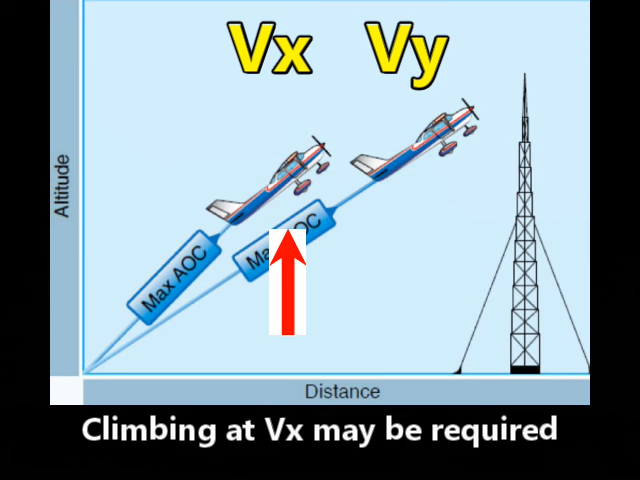 Vx Vy
Altitude
Max AOC
Distance
Climbing at Vx may be required